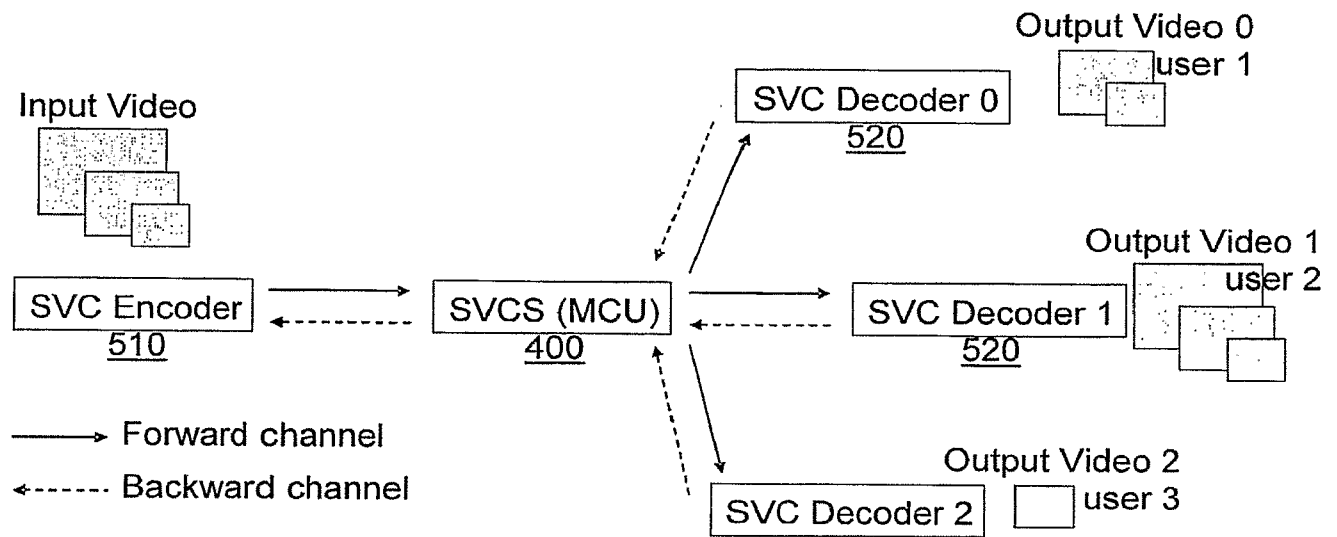 Output Video 0
user 1
Input Video
SVC Decoder 0
520
Output Video 1
user 2
SVC Encoder
510
SVCS (MCU)
400
SVC Decoder 1
520
Forward channel
Backward channel
Output Video 2
user 3
SVC Decoder 2